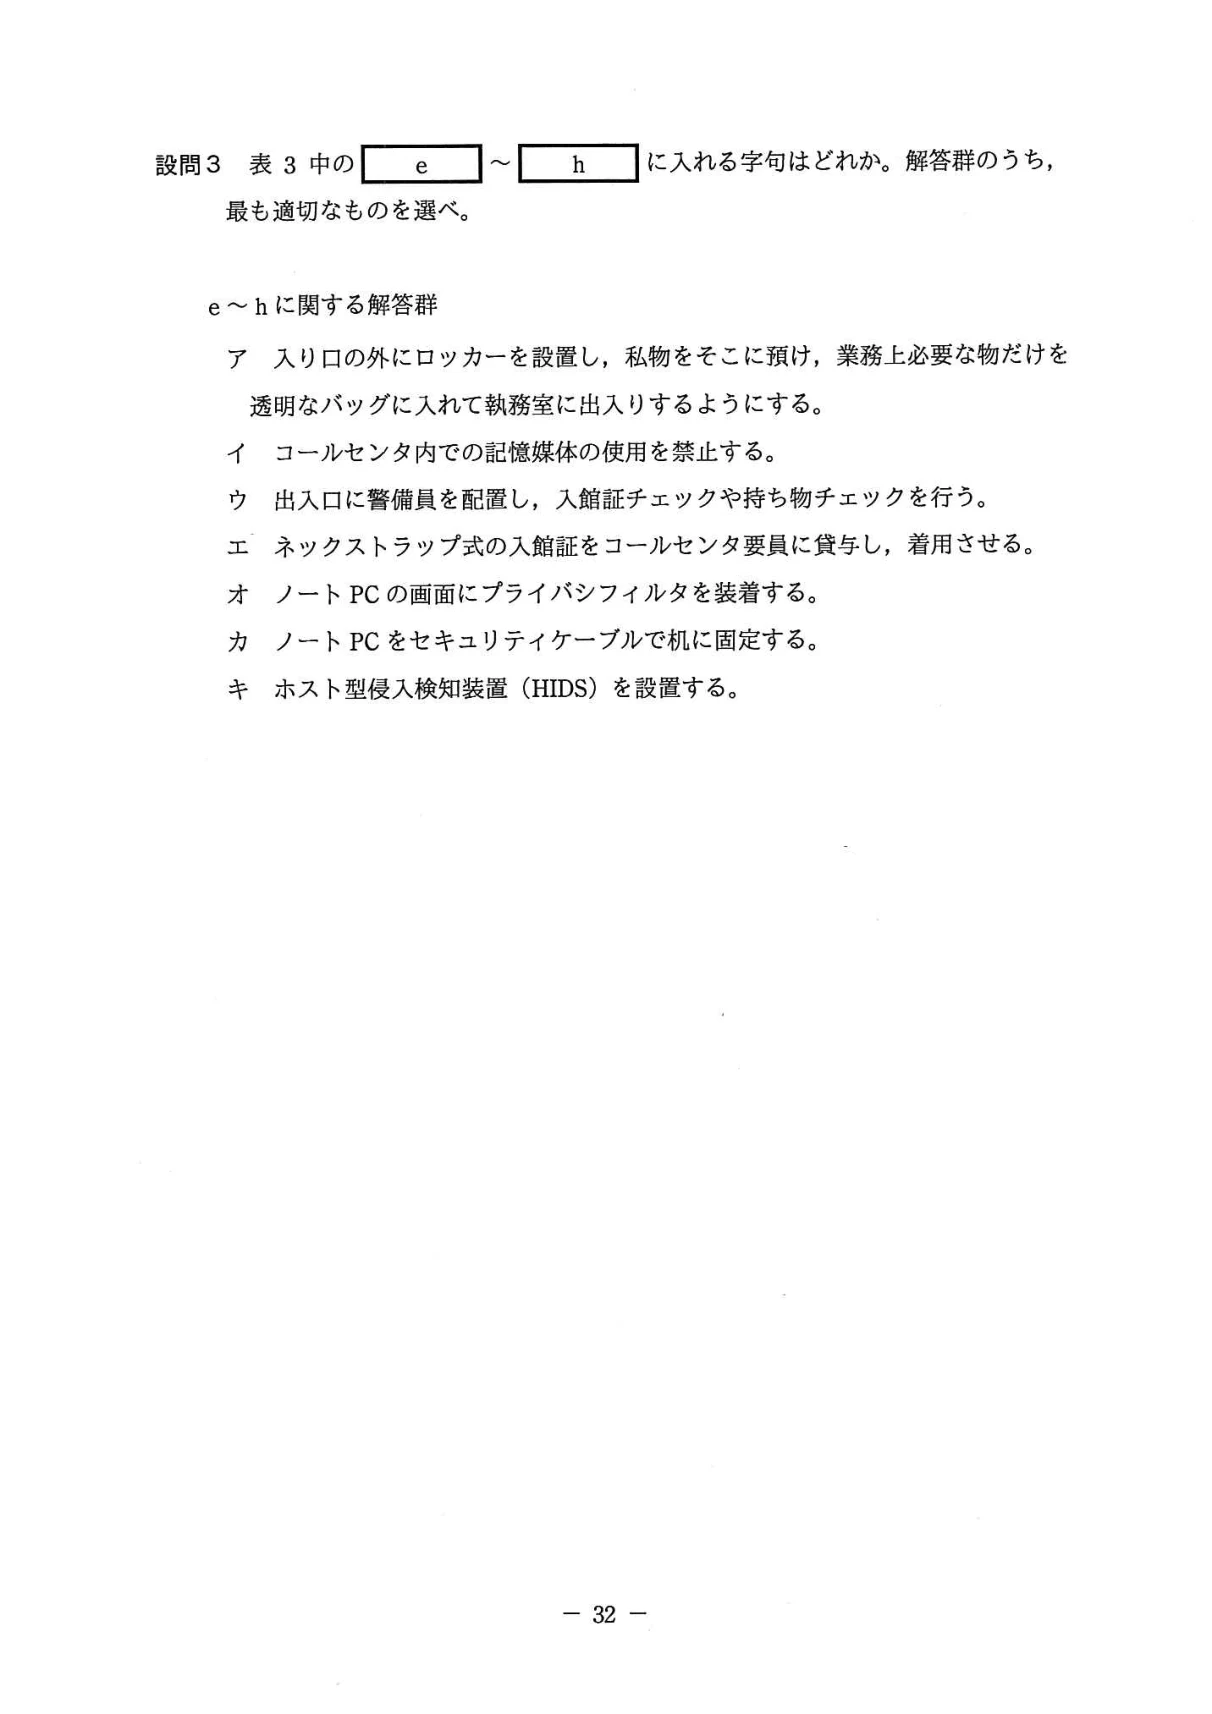 設問3 表 3 中の e ～ h に入れる字句はどれか。解答群のうち，
最も適切なものを選べ。
e～hに関する解答群
ア 入り口の外にロッカーを設置し，私物をそこに預け，業務上必要な物だけを
透明なバッグに入れて執務室に出入りするようにする。
イ コールセンタ内での記憶媒体の使用を禁止する。
ウ 出入口に警備員を配置し，入館証チェックや持ち物チェックを行う。
エ ネックストラップ式の入館証をコールセンタ要員に貸与し，着用させる。
オ ノート PC の画面にプライバシフィルタを装着する。
カ ノート PC をセキュリティケーブルで机に固定する。
キ ホスト型侵入検知装置（HIDS）を設置する。
－ 32 －